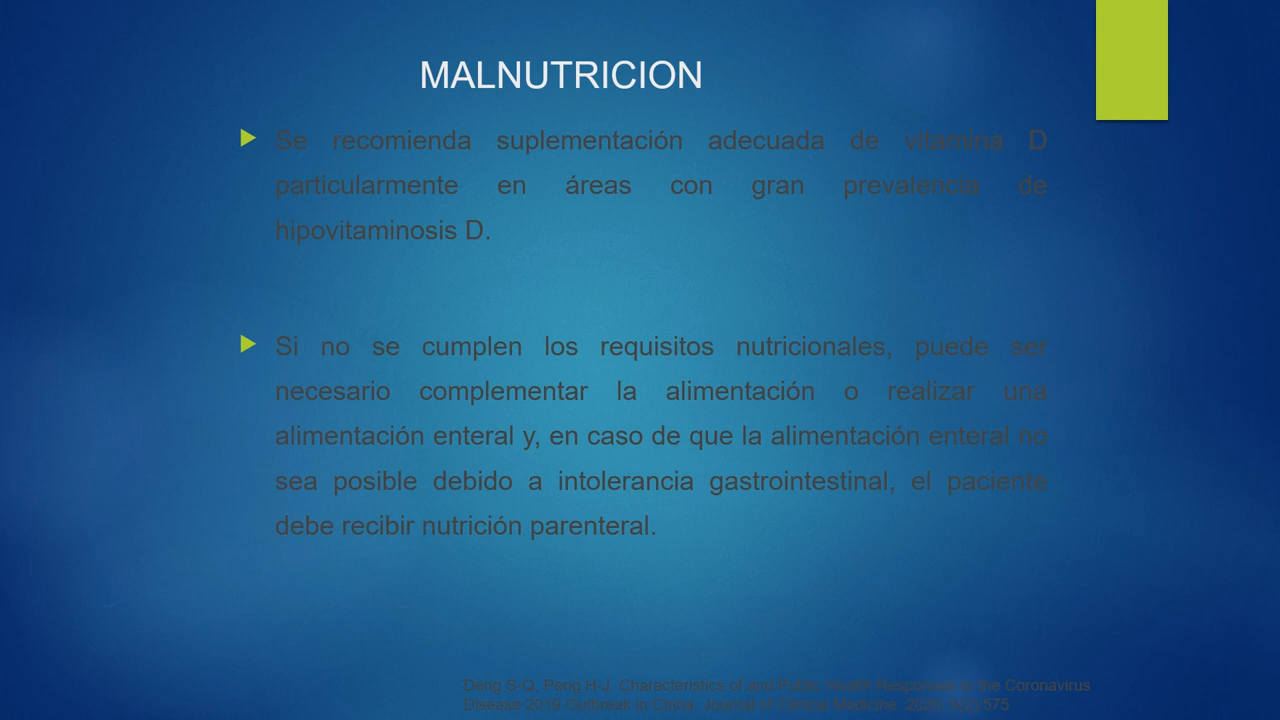 MALNUTRICION
Se recomienda suplementación adecuada de vitamina D
particularmente en áreas con gran prevalencia de
hipovitaminosis D.
Si no se cumplen los requisitos nutricionales, puede ser
necesario complementar la alimentación o realizar una
alimentación enteral y, en caso de que la alimentación enteral no
sea posible debido a intolerancia gastrointestinal, el paciente
debe recibir nutrición parenteral.
Deng S-Q, Peng H-J. Characteristics of and Public Health Responses to the Coronavirus
Disease 2019 Outbreak in China. Journal of Clinical Medicine. 2020; 9(2):575